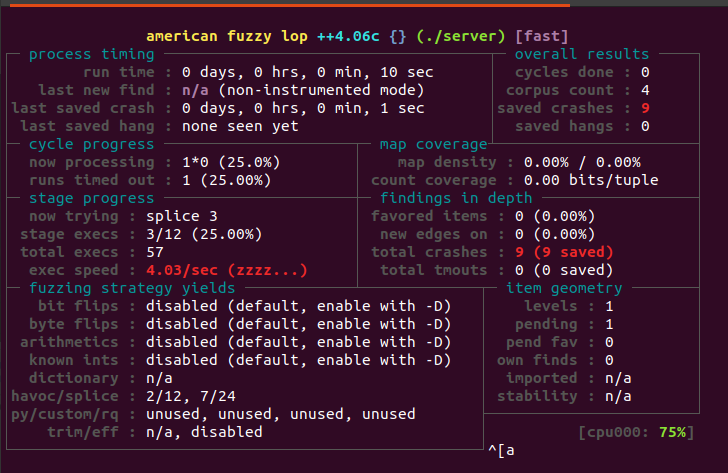 american fuzzy lop ++4.06c {} (./server) [fast]
process timing overall results
run time : 0 days, 0 hrs, 0 min, 10 sec cycles done : 0
last new find : n/a (non-instrumented mode) corpus count : 4
last saved crash : 0 days, 0 hrs, 0 min, 1 sec saved crashes : 9
last saved hang : none seen yet saved hangs : 0
cycle progress map coverage
now processing : 1*0 (25.0%) map density : 0.00% / 0.00%
runs timed out : 1 (25.00%) count coverage : 0.00 bits/tuple
stage progress findings in depth
now trying : splice 3 favored items : 0 (0.00%)
stage execs : 3/12 (25.00%) new edges on : 0 (0.00%)
total execs : 57 total crashes : 9 (9 saved)
exec speed : 4.03/sec (zzzz...) total tmouts : 0 (0 saved)
fuzzing strategy yields item geometry
bit flips : disabled (default, enable with -D) levels : 1
byte flips : disabled (default, enable with -D) pending : 1
arithmetics : disabled (default, enable with -D) pend fav : 0
known ints : disabled (default, enable with -D) own finds : 0
dictionary : n/a imported : n/a
havoc/splice : 2/12, 7/24 stability : n/a
py/custom/rq : unused, unused, unused, unused
trim/eff : n/a, disabled [cpu000: 75%]
^[a